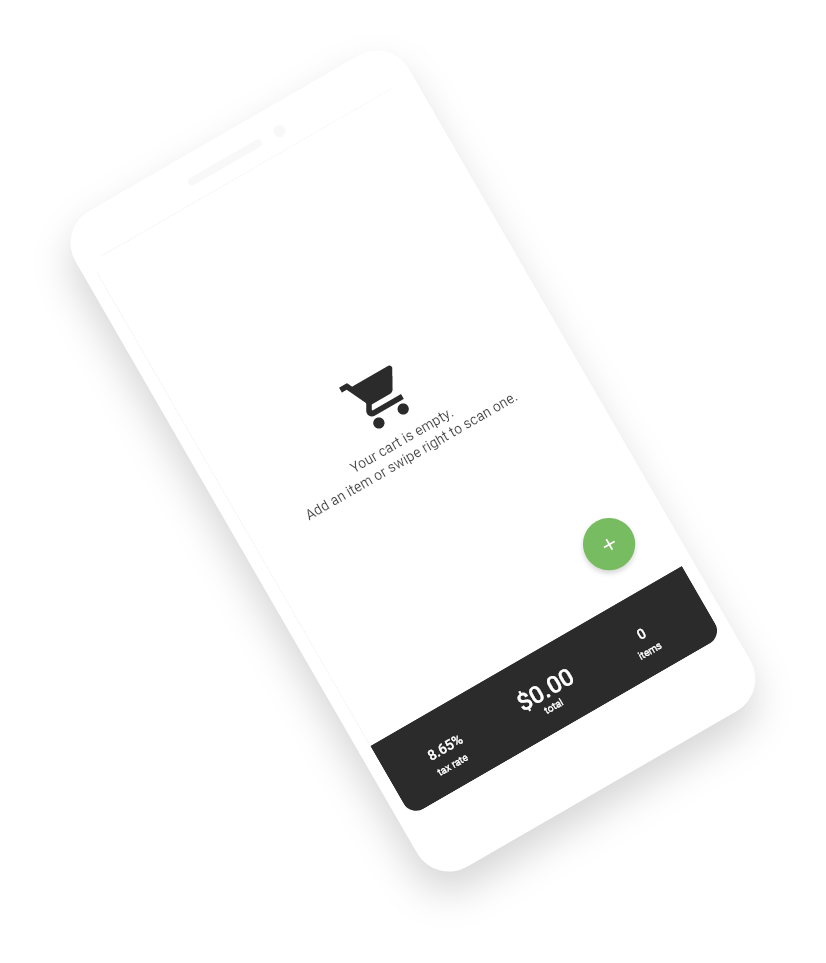 Your cart is empty.
Add an item or swipe right to scan one.
+
8.65%
tax rate
$0.00
total
0
items